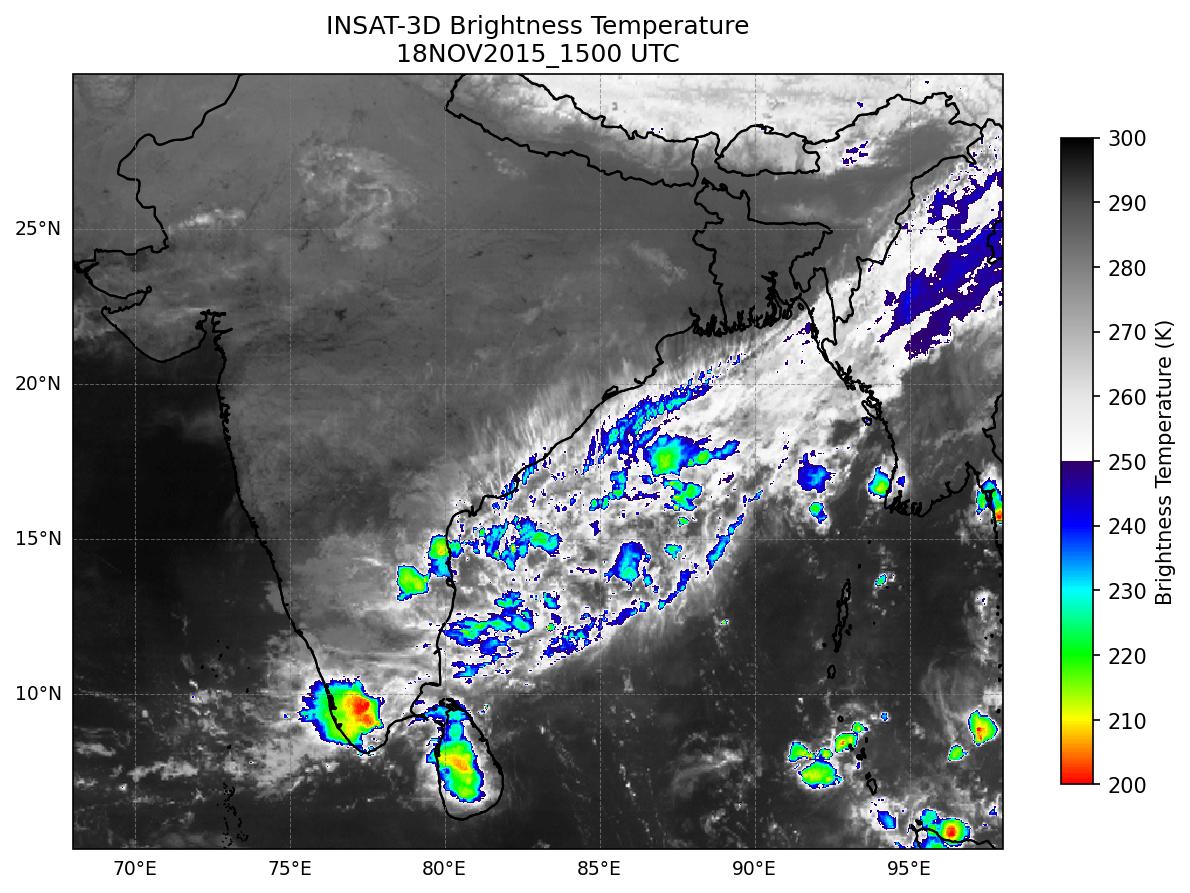 INSAT-3D Brightness Temperature
18NOV2015_1500 UTC
25°N
20°N
15°N
10°N
70°E
75°E
80°E
85°E
90°E
95°E
300
290
280
270
260
250
240
230
220
210
200
Brightness Temperature (K)